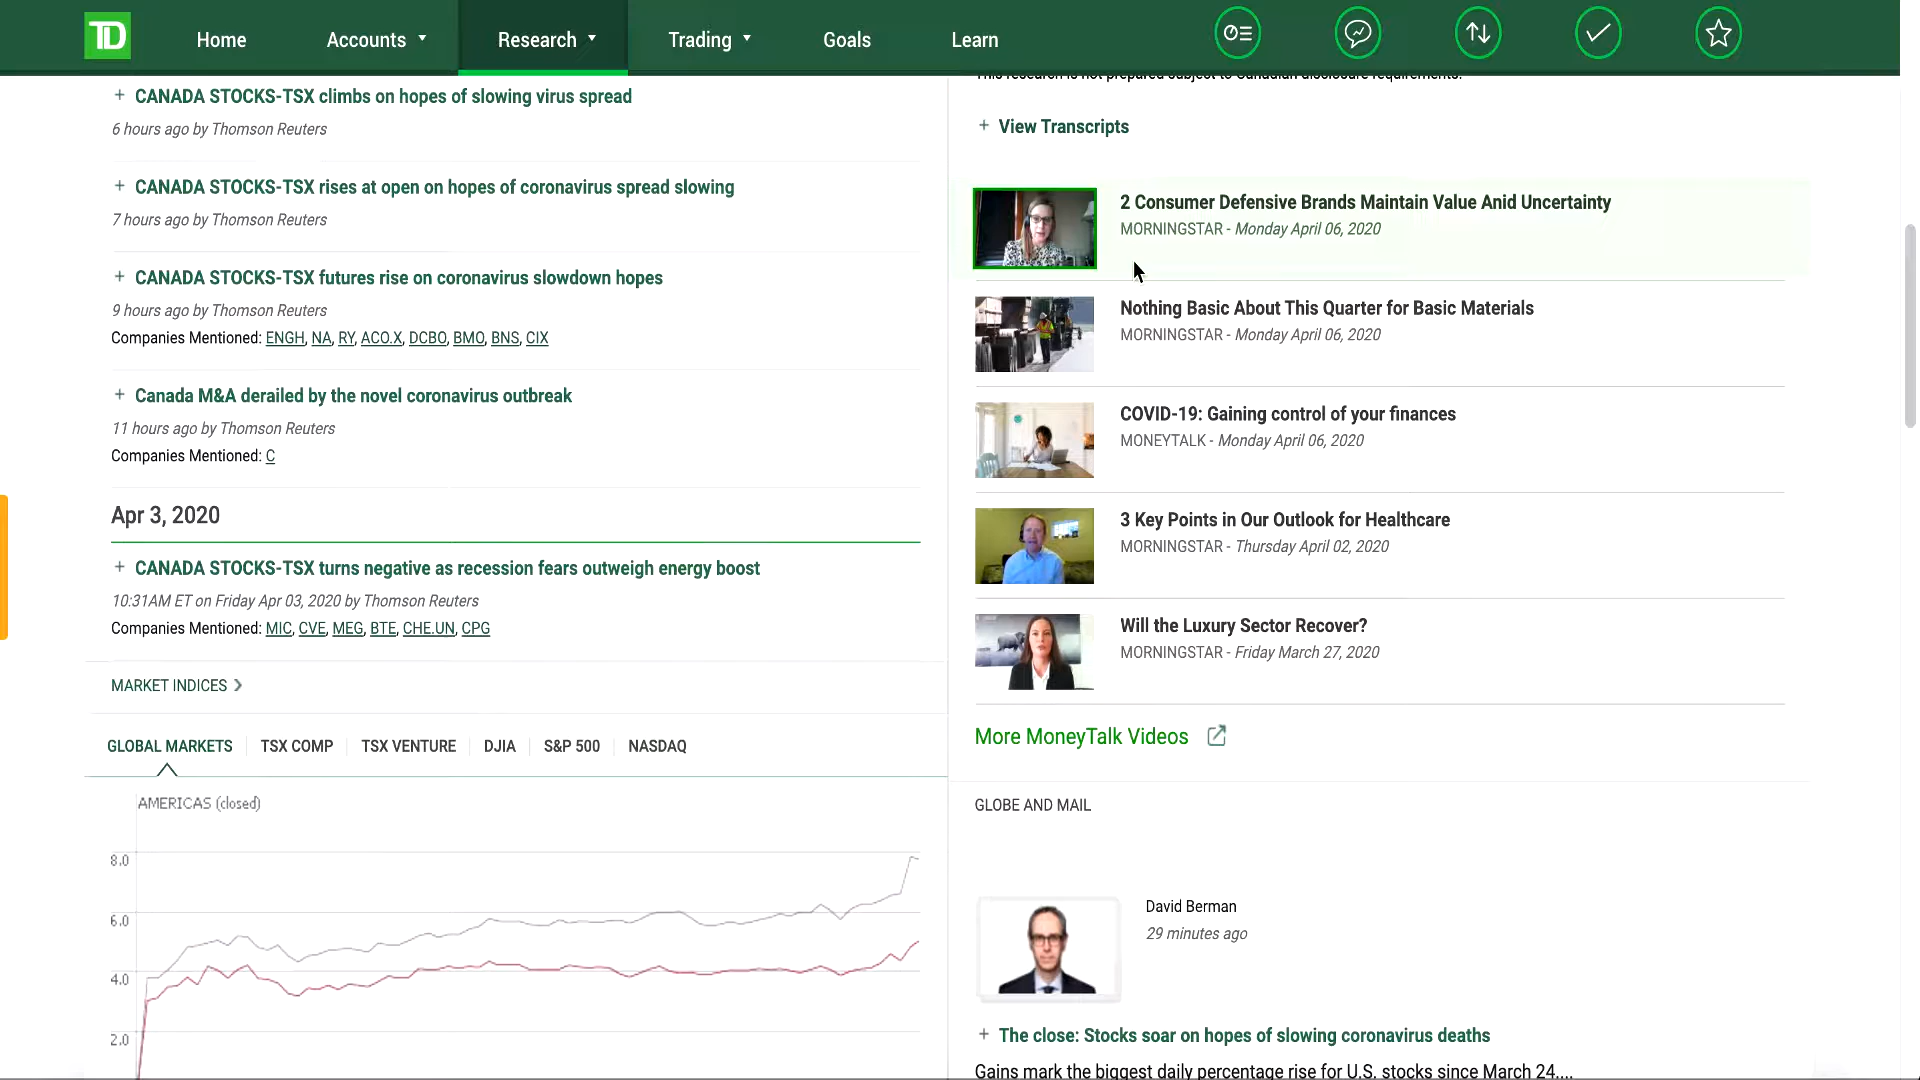 TD
Home
Accounts
Research
Trading
Goals
Learn
CANADA STOCKS-TSX climbs on hopes of slowing virus spread
6 hours ago by Thomson Reuters
CANADA STOCKS-TSX rises at open on hopes of coronavirus spread slowing
7 hours ago by Thomson Reuters
CANADA STOCKS-TSX futures rise on coronavirus slowdown hopes
9 hours ago by Thomson Reuters
Companies Mentioned: ENGH, NA, RY, ACO.X, DCBO, BMO, BNS, CIX
Canada M&A derailed by the novel coronavirus outbreak
11 hours ago by Thomson Reuters
Companies Mentioned: C
Apr 3, 2020
CANADA STOCKS-TSX turns negative as recession fears outweigh energy boost
10:31AM ET on Friday Apr 03, 2020 by Thomson Reuters
Companies Mentioned: MIC, CVE, MEG, BTE, CHE.UN, CPG
MARKET INDICES
GLOBAL MARKETS
TSX COMP
TSX VENTURE
DJIA
S&P 500
NASDAQ
AMERICAS (closed)
8.0
6.0
4.0
2.0
This research is not prepared subject to Canadian disclosure requirements.
+ View Transcripts
2 Consumer Defensive Brands Maintain Value Anid Uncertainty
MORNINGSTAR - Monday April 06, 2020
Nothing Basic About This Quarter for Basic Materials
MORNINGSTAR - Monday April 06, 2020
COVID-19: Gaining control of your finances
MONEYTALK - Monday April 06, 2020
3 Key Points in Our Outlook for Healthcare
MORNINGSTAR - Thursday April 02, 2020
Will the Luxury Sector Recover?
MORNINGSTAR - Friday March 27, 2020
More MoneyTalk Videos
GLOBE AND MAIL
David Berman
29 minutes ago
+ The close: Stocks soar on hopes of slowing coronavirus deaths
Gains mark the biggest daily percentage rise for U.S. stocks since March 24....